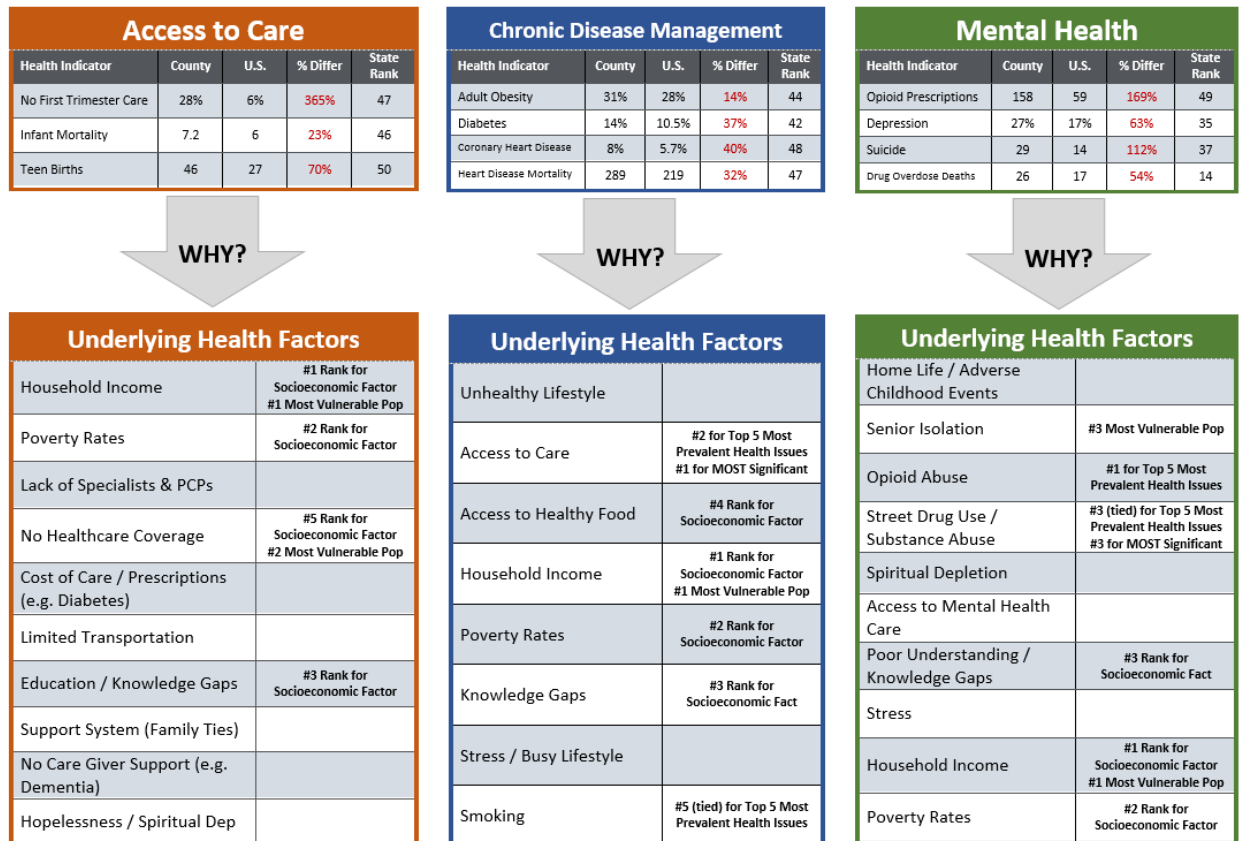 Access to Care
Health Indicator County U.S. % Differ State Rank
No First Trimester Care 28% 6% 365% 47
Infant Mortality 7.2 6 23% 46
Teen Births 46 27 70% 50
WHY?
Underlying Health Factors
Household Income #1 Rank for
Socioeconomic Factor
#1 Most Vulnerable Pop
Poverty Rates #2 Rank for
Socioeconomic Factor
Lack of Specialists & PCPs
No Healthcare Coverage #5 Rank for
Socioeconomic Factor
#2 Most Vulnerable Pop
Cost of Care / Prescriptions
(e.g. Diabetes)
Limited Transportation
Education / Knowledge Gaps #3 Rank for
Socioeconomic Factor
Support System (Family Ties)
No Care Giver Support (e.g.
Dementia)
Hopelessness / Spiritual Dep
Chronic Disease Management
Health Indicator County U.S. % Differ State Rank
Adult Obesity 31% 28% 14% 44
Diabetes 14% 10.5% 37% 42
Coronary Heart Disease 8% 5.7% 40% 48
Heart Disease Mortality 289 219 32% 47
WHY?
Underlying Health Factors
Unhealthy Lifestyle
Access to Care #2 for Top 5 Most
Prevalent Health Issues
#1 for MOST Significant
Access to Healthy Food #4 Rank for
Socioeconomic Factor
Household Income #1 Rank for
Socioeconomic Factor
#1 Most Vulnerable Pop
Poverty Rates #2 Rank for
Socioeconomic Factor
Knowledge Gaps #3 Rank for
Socioeconomic Fact
Stress / Busy Lifestyle
Smoking #5 (tied) for Top 5 Most
Prevalent Health Issues
Mental Health
Health Indicator County U.S. % Differ State Rank
Opioid Prescriptions 158 59 169% 49
Depression 27% 17% 63% 35
Suicide 29 14 112% 37
Drug Overdose Deaths 26 17 54% 14
WHY?
Underlying Health Factors
Home Life / Adverse
Childhood Events
Senior Isolation #3 Most Vulnerable Pop
Opioid Abuse #1 for Top 5 Most
Prevalent Health Issues
Street Drug Use /
Substance Abuse #3 (tied) for Top 5 Most
Prevalent Health Issues
#3 for MOST Significant
Spiritual Depletion
Access to Mental Health
Care
Poor Understanding /
Knowledge Gaps #3 Rank for
Socioeconomic Fact
Stress
Household Income #1 Rank for
Socioeconomic Factor
#1 Most Vulnerable Pop
Poverty Rates #2 Rank for
Socioeconomic Factor